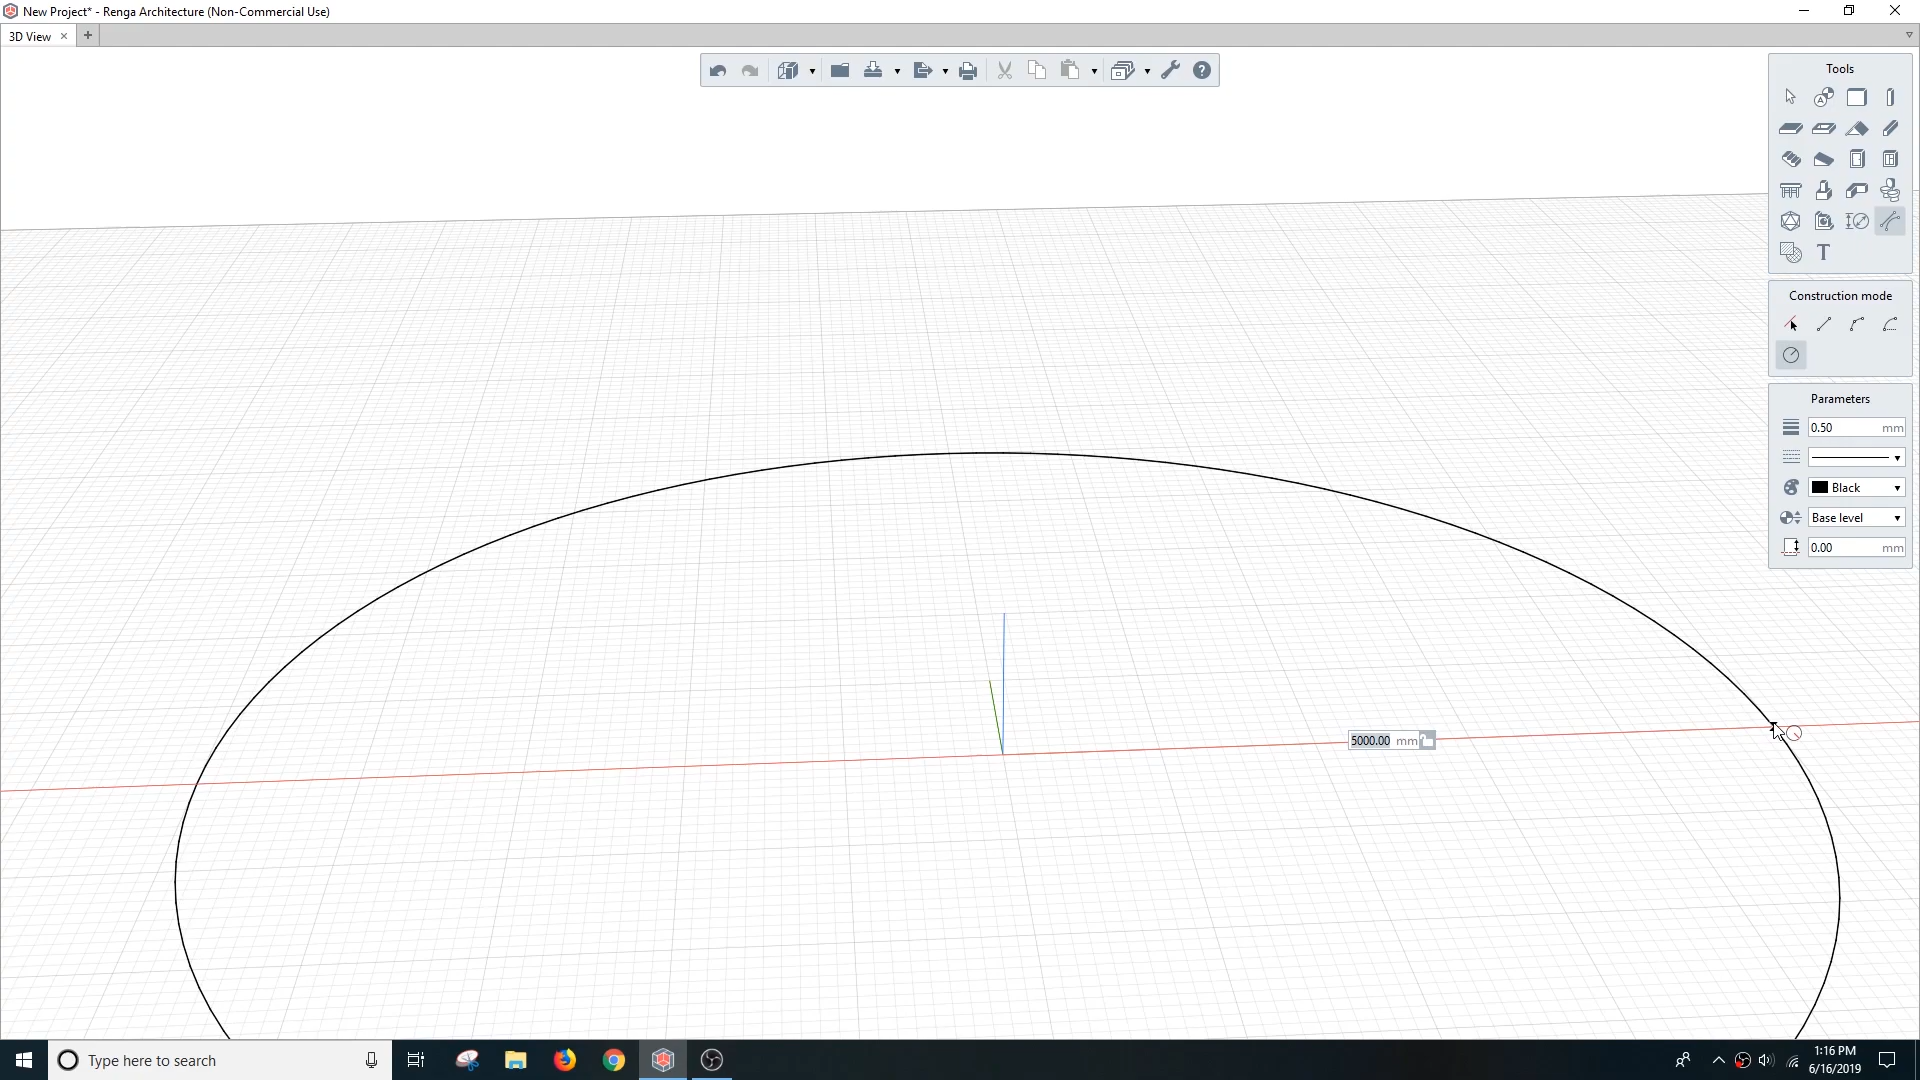 New Project* - Renga Architecture (Non-Commercial Use)
3D View
Tools
Construction mode
Parameters
0.50 mm
Black
Base level
0.00 mm
5000.00 mm
Type here to search
1:16 PM
6/16/2019